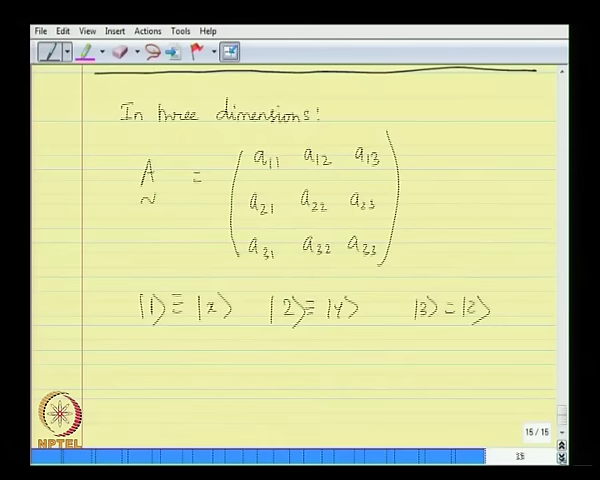 File Edit View Insert Actions Tools Help
In three dimensions:
A = ( a11 a12 a13
~ a21 a22 a23
a31 a32 a33 )
|1⟩ ≡ |x⟩ |2⟩ ≡ |y⟩ |3⟩ = |z⟩
15 / 15
NPTEL